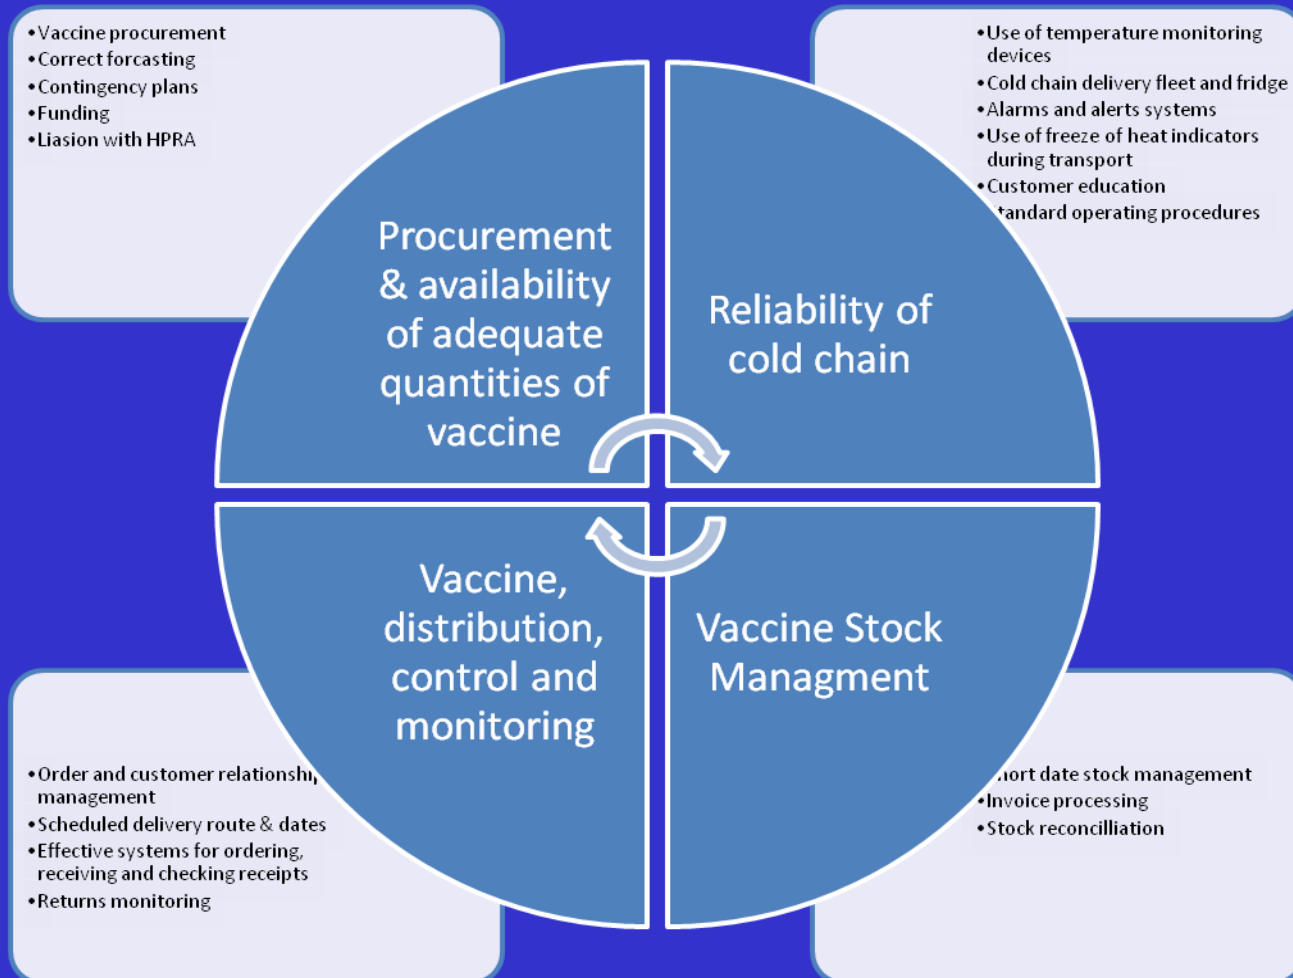 •Vaccine procurement
•Correct forcasting
•Contingency plans
•Funding
•Liasion with HPRA
•Use of temperature monitoring
devices
•Cold chain delivery fleet and fridge
•Alarms and alerts systems
•Use of freeze of heat indicators
during transport
•Customer education
tandard operating procedures
Procurement
& availability
of adequate
quantities of
vaccine
Reliability of
cold chain
Vaccine,
distribution,
control and
monitoring
Vaccine Stock
Managment
•Order and customer relationship
management
•Scheduled delivery route & dates
•Effective systems for ordering,
receiving and checking receipts
•Returns monitoring
hort date stock management
•Invoice processing
•Stock reconcilliation